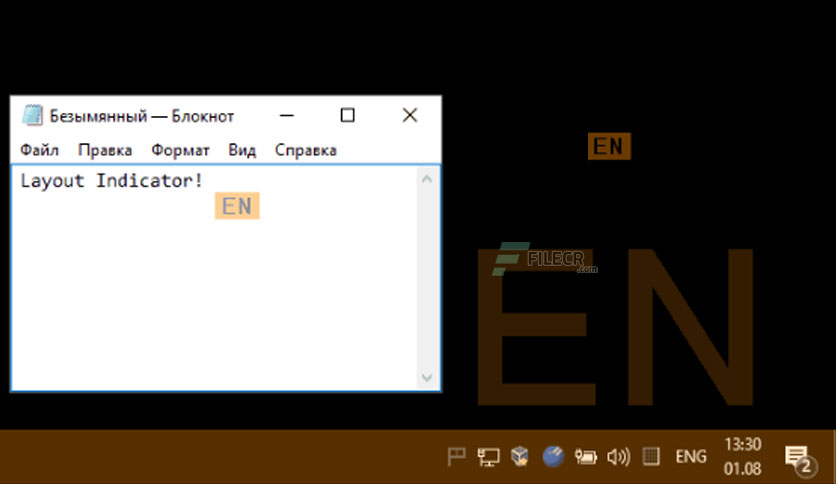 Безымянный — Блокнот
Файл Правка Формат Вид Справка
Layout Indicator!
EN
EN
FILECR
.com
EN
ENG
13:30
01.08
2